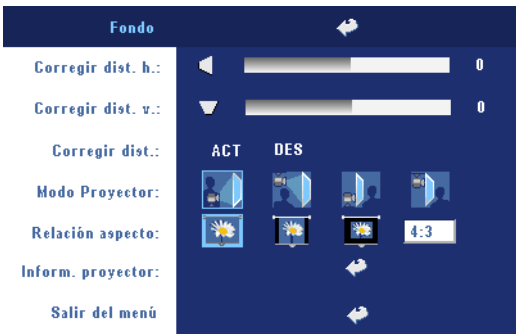 Fondo
Corregir dist. h.: 0
Corregir dist. v.: 0
Corregir dist.: ACT DES
Modo Proyector:
Relación aspecto: 4:3
Inform. proyector:
Salir del menú